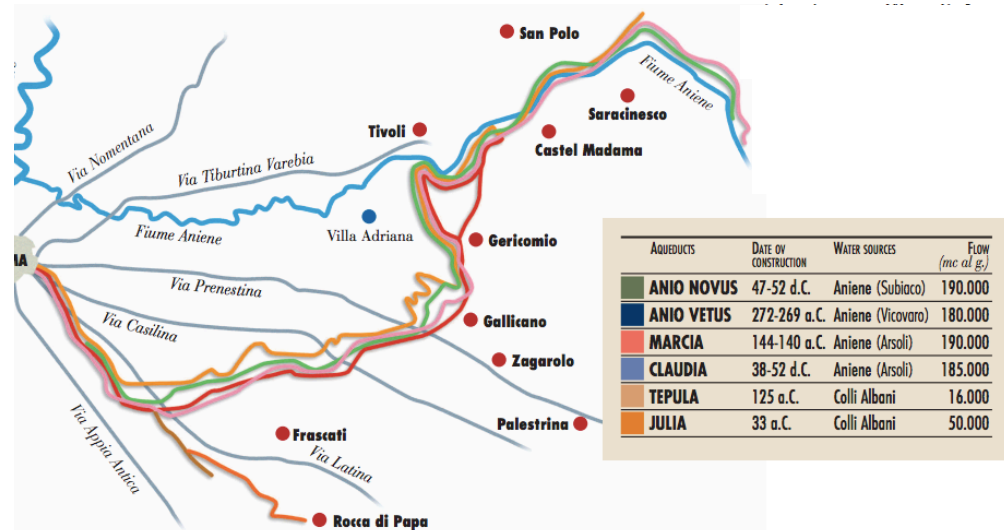 San Polo
Fiume Aniene
Saracinesco
Via Nomentana
Tivoli
Castel Madama
Via Tiburtina Varebia
Fiume Aniene
Villa Adriana
Gericomio
MA
Via Prenestina
Via Casilina
Gallicano
Zagarolo
Palestrina
Frascati
Via Appia Antica
Via Latina
Rocca di Papa
AQUEDUCTS DATE OV CONSTRUCTION WATER SOURCES FLOW (mc al g.)
ANIO NOVUS 47-52 d.C. Aniene (Subiaco) 190.000
ANIO VETUS 272-269 a.C. Aniene (Vicovaro) 180.000
MARCIA 144-140 a.C. Aniene (Arsoli) 190.000
CLAUDIA 38-52 d.C. Aniene (Arsoli) 185.000
TEPULA 125 a.C. Colli Albani 16.000
JULIA 33 a.C. Colli Albani 50.000